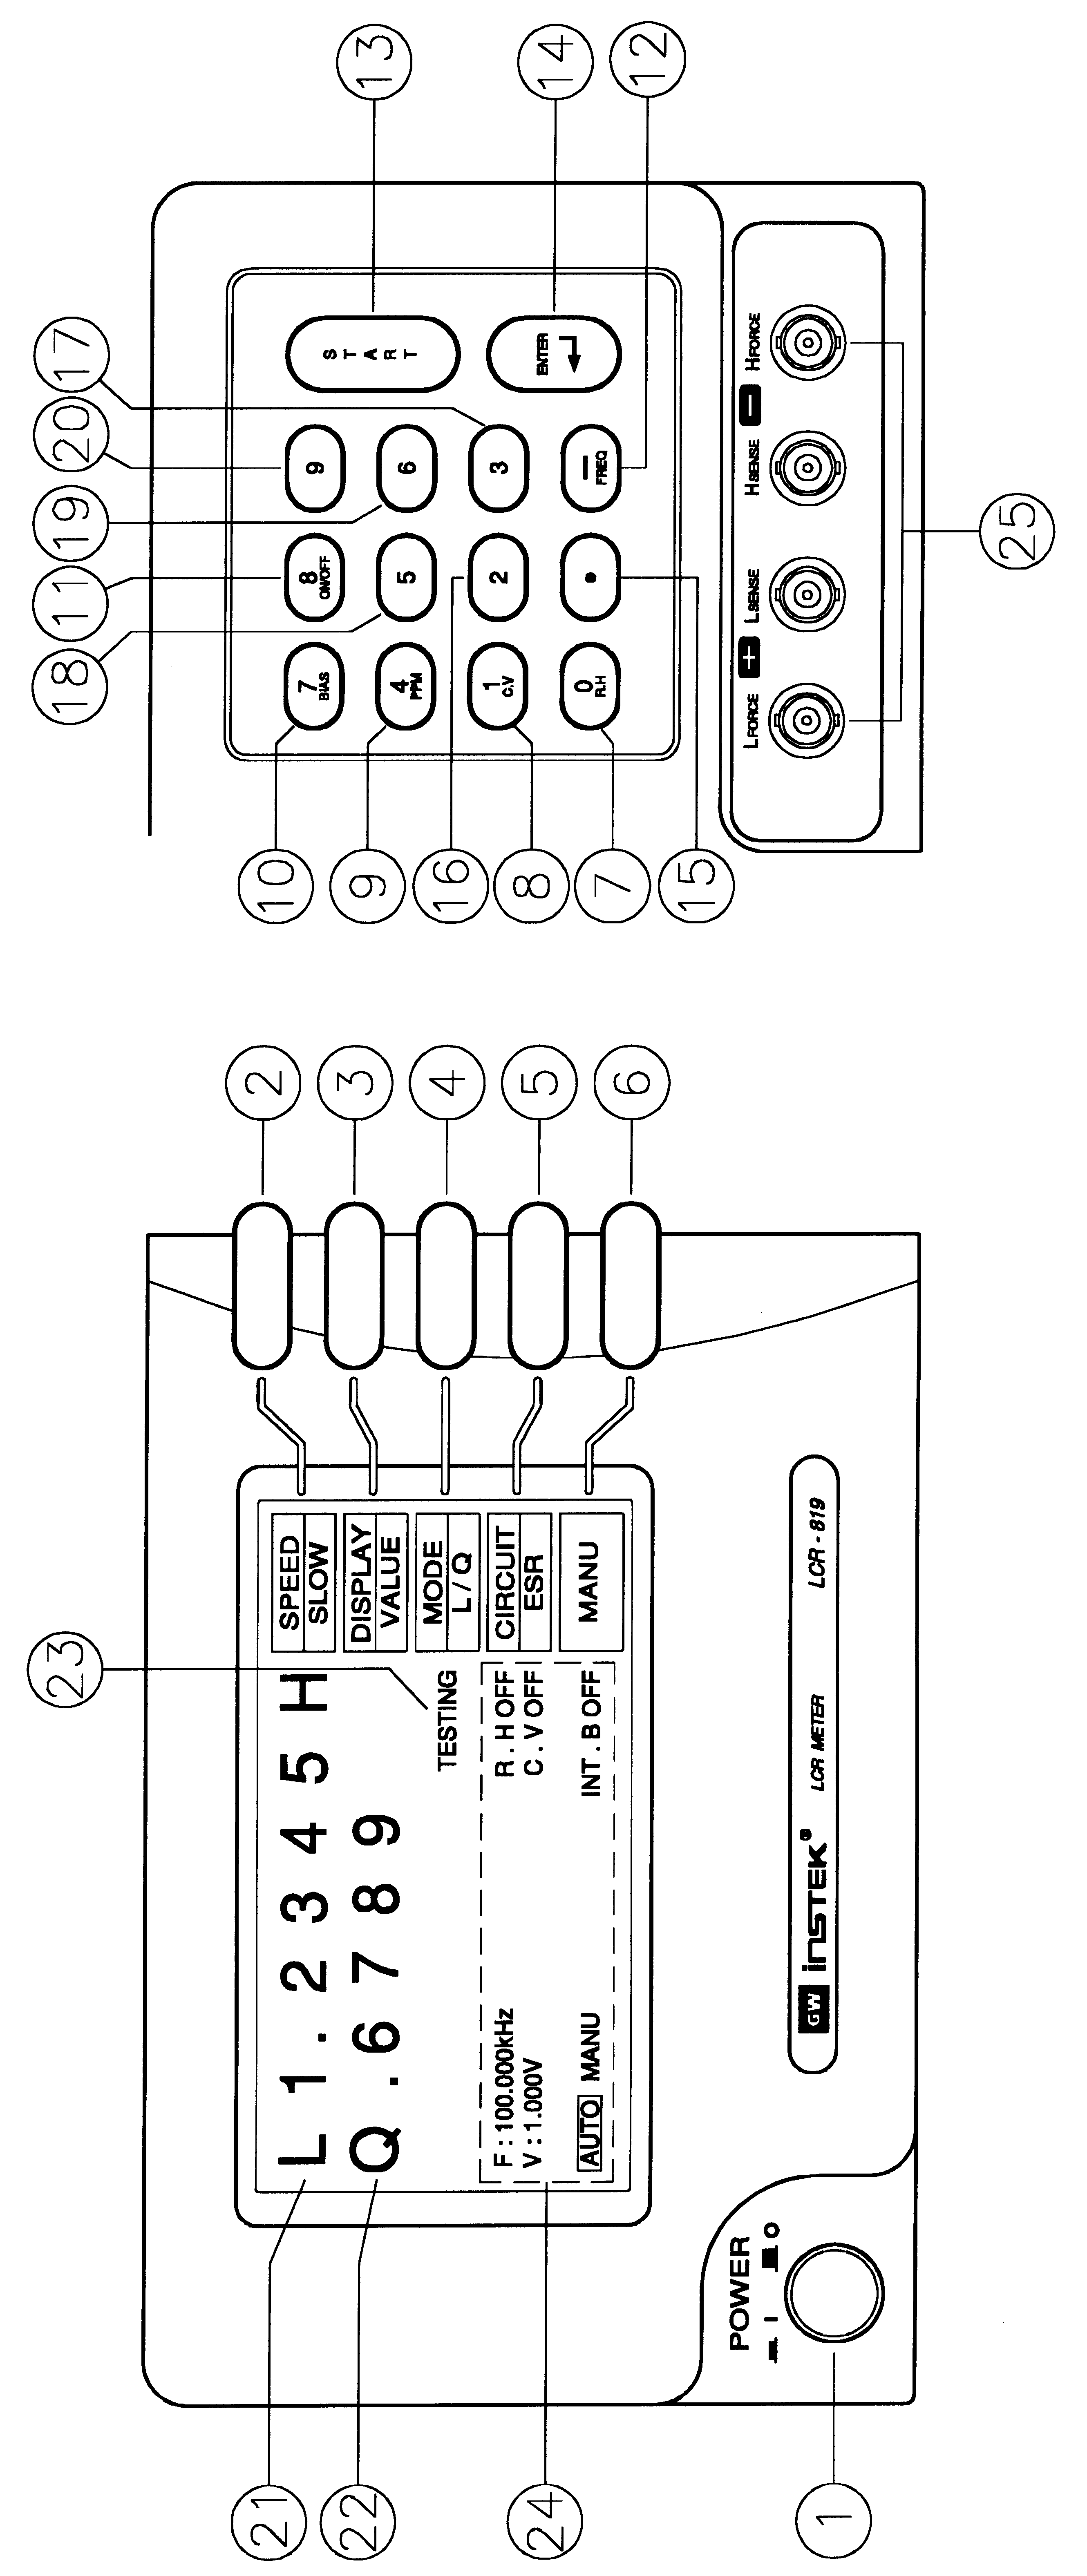 21
22
24
1
23
L 1 . 2 3 4 5 H
Q . 6 7 8 9
TESTING
F : 100.000kHz
V : 1.000V
AUTO MANU
R . H OFF
C . V OFF
INT . B OFF
SPEED
SLOW
DISPLAY
VALUE
MODE
L / Q
CIRCUIT
ESR
MANU
POWER
I O
GW INSTEK® LCR METER LCR - 819
2
3
4
5
6
18
11
19
20
17
10
9
16
8
7
15
7
BIAS
8
ON/OFF
9
4
PPM
5
6
1
C.V
2
3
0
R.H
•
–
FREQ
START
ENTER
13
14
12
+ −
LFORCE LSENSE HSENSE HFORCE
25